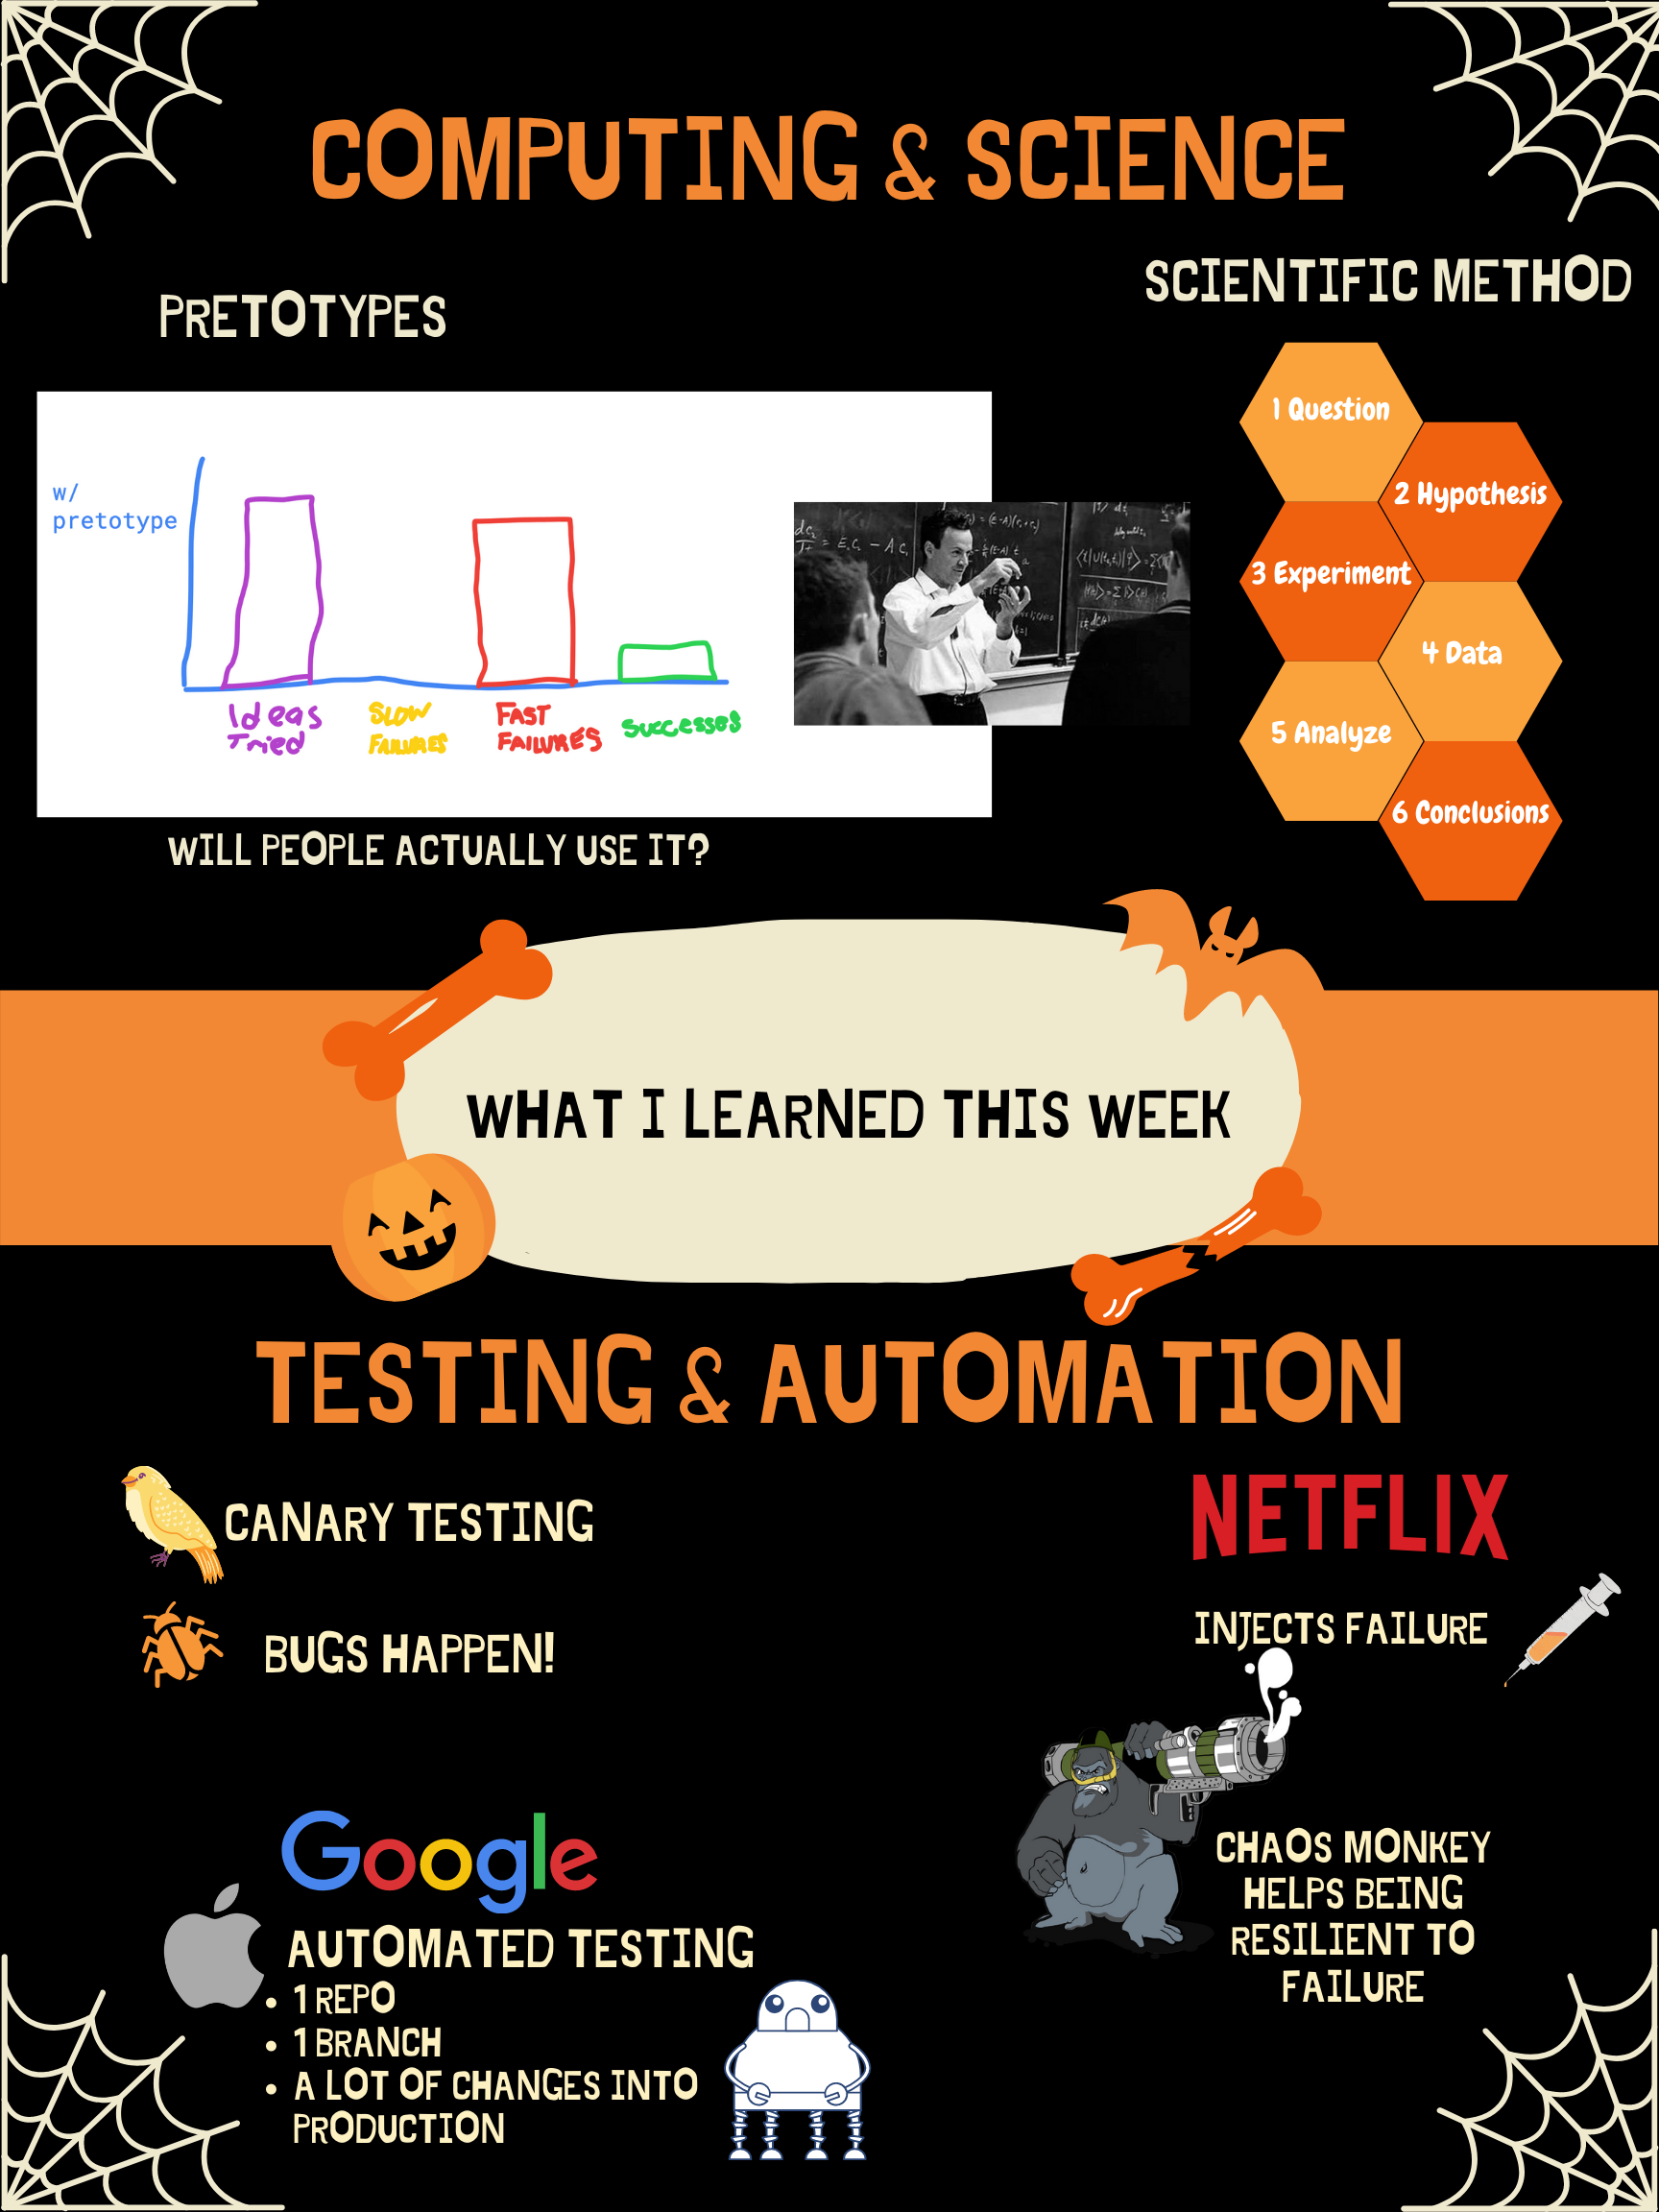 COMPUTING & SCIENCE
PRETOTYPES
SCIENTIFIC METHOD
w/
pretotype
Ideas
Tried
SLOW
FAILURES
FAST
FAILURES
Successes
WILL PEOPLE ACTUALLY USE IT?
1 Question
2 Hypothesis
3 Experiment
4 Data
5 Analyze
6 Conclusions
WHAT I LEARNED THIS WEEK
TESTING & AUTOMATION
CANARY TESTING
BUGS HAPPEN!
NETFLIX
INJECTS FAILURE
CHAOS MONKEY
HELPS BEING
RESILIENT TO
FAILURE
Google
AUTOMATED TESTING
• 1 REPO
• 1 BRANCH
• A LOT OF CHANGES INTO
PRODUCTION